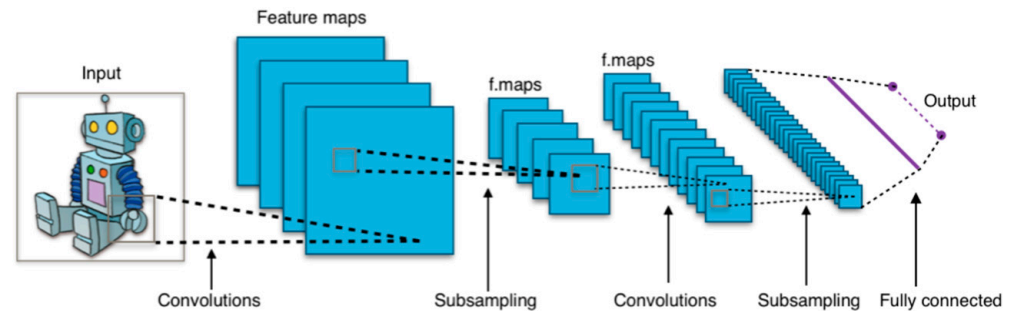 Feature maps
Input
f.maps
f.maps
Output
Convolutions
Subsampling
Convolutions
Subsampling
Fully connected